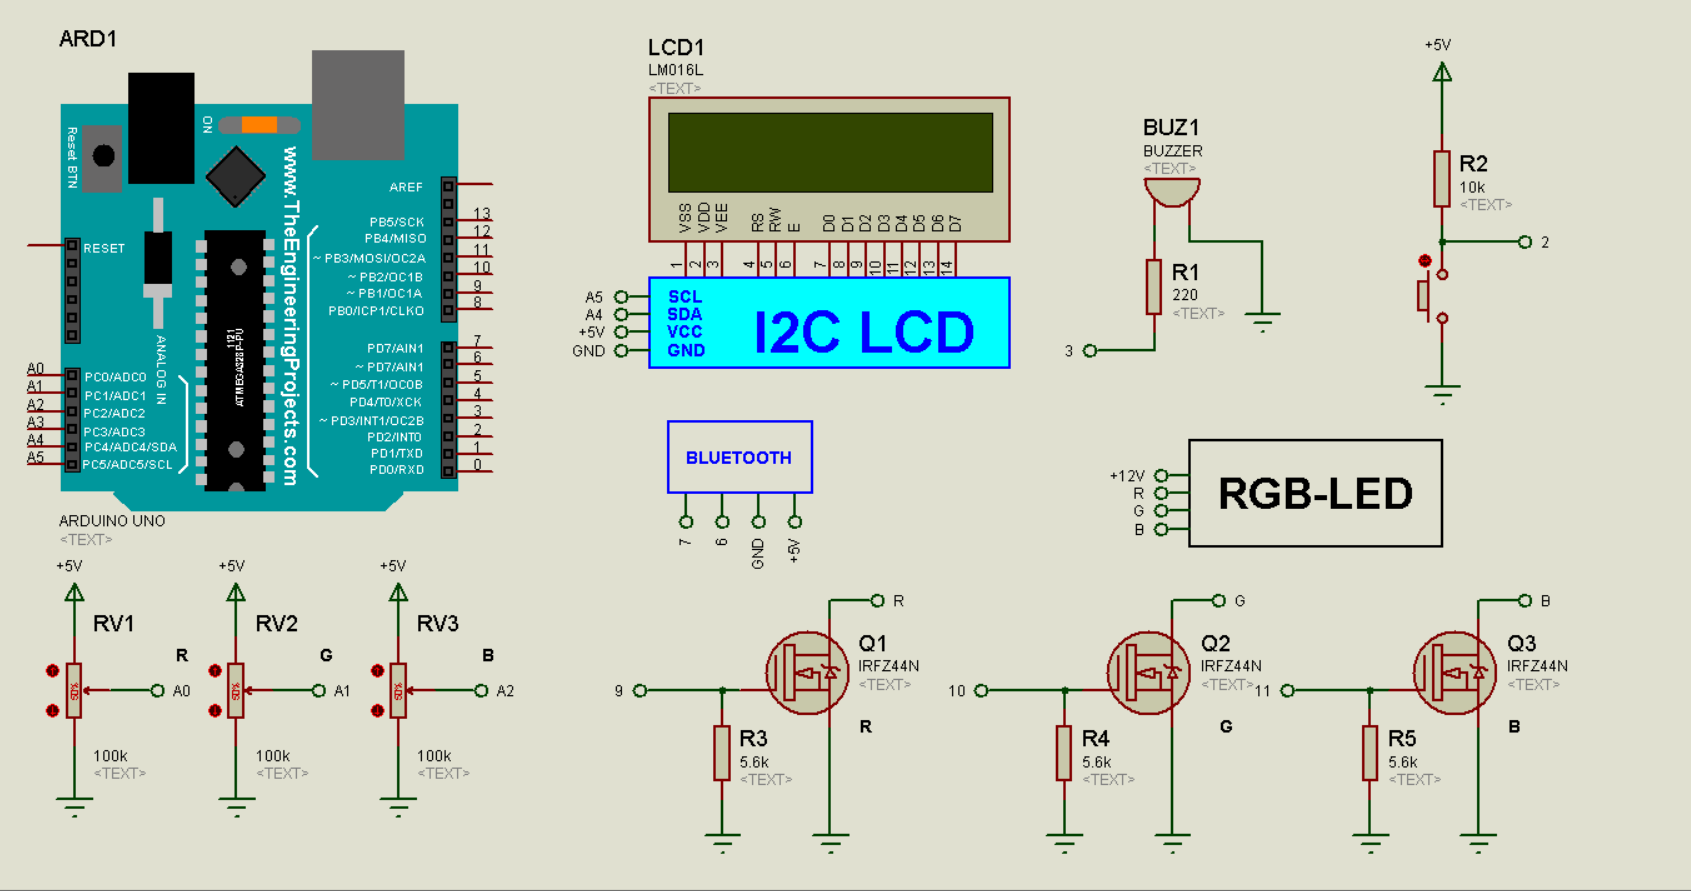 ARD1
Reset BTN
ON
www.TheEngineeringProjects.com
RESET
AREF
PB5/SCK
13
PB4/MISO
12
~ PB3/MOSI/OC2A
11
~ PB2/OC1B
10
~ PB1/OC1A
9
PB0/ICP1/CLKO
8
PD7/AIN1
7
~ PD7/AIN1
6
~ PD5/T1/OC0B
5
PD4/T0/XCK
4
~ PD3/INT1/OC2B
3
PD2/INT0
2
PD1/TXD
1
PD0/RXD
0
ANALOG IN
A0
PC0/ADC0
A1
PC1/ADC1
A2
PC2/ADC2
A3
PC3/ADC3
A4
PC4/ADC4/SDA
A5
PC5/ADC5/SCL
ATMEGA328P-PU
1121
ARDUINO UNO
<TEXT>
LCD1
LM016L
<TEXT>
VSS VDD VEE RS RW E D0 D1 D2 D3 D4 D5 D6 D7
1 2 3 4 5 6 7 8 9 10 11 12 13 14
A5 SCL
A4 SDA
+5V VCC
GND GND
I2C LCD
BUZ1
BUZZER
<TEXT>
R1
220
<TEXT>
3
+5V
R2
10k
<TEXT>
2
BLUETOOTH
7 6 GND +5V
+12V
R
G
B
RGB-LED
+5V
RV1
R
50%
A0
100k
<TEXT>
+5V
RV2
G
50%
A1
100k
<TEXT>
+5V
RV3
B
50%
A2
100k
<TEXT>
R
Q1
IRFZ44N
<TEXT>
9
R
R3
5.6k
<TEXT>
G
Q2
IRFZ44N
<TEXT>
10
G
R4
5.6k
<TEXT>
B
Q3
IRFZ44N
<TEXT>
11
B
R5
5.6k
<TEXT>